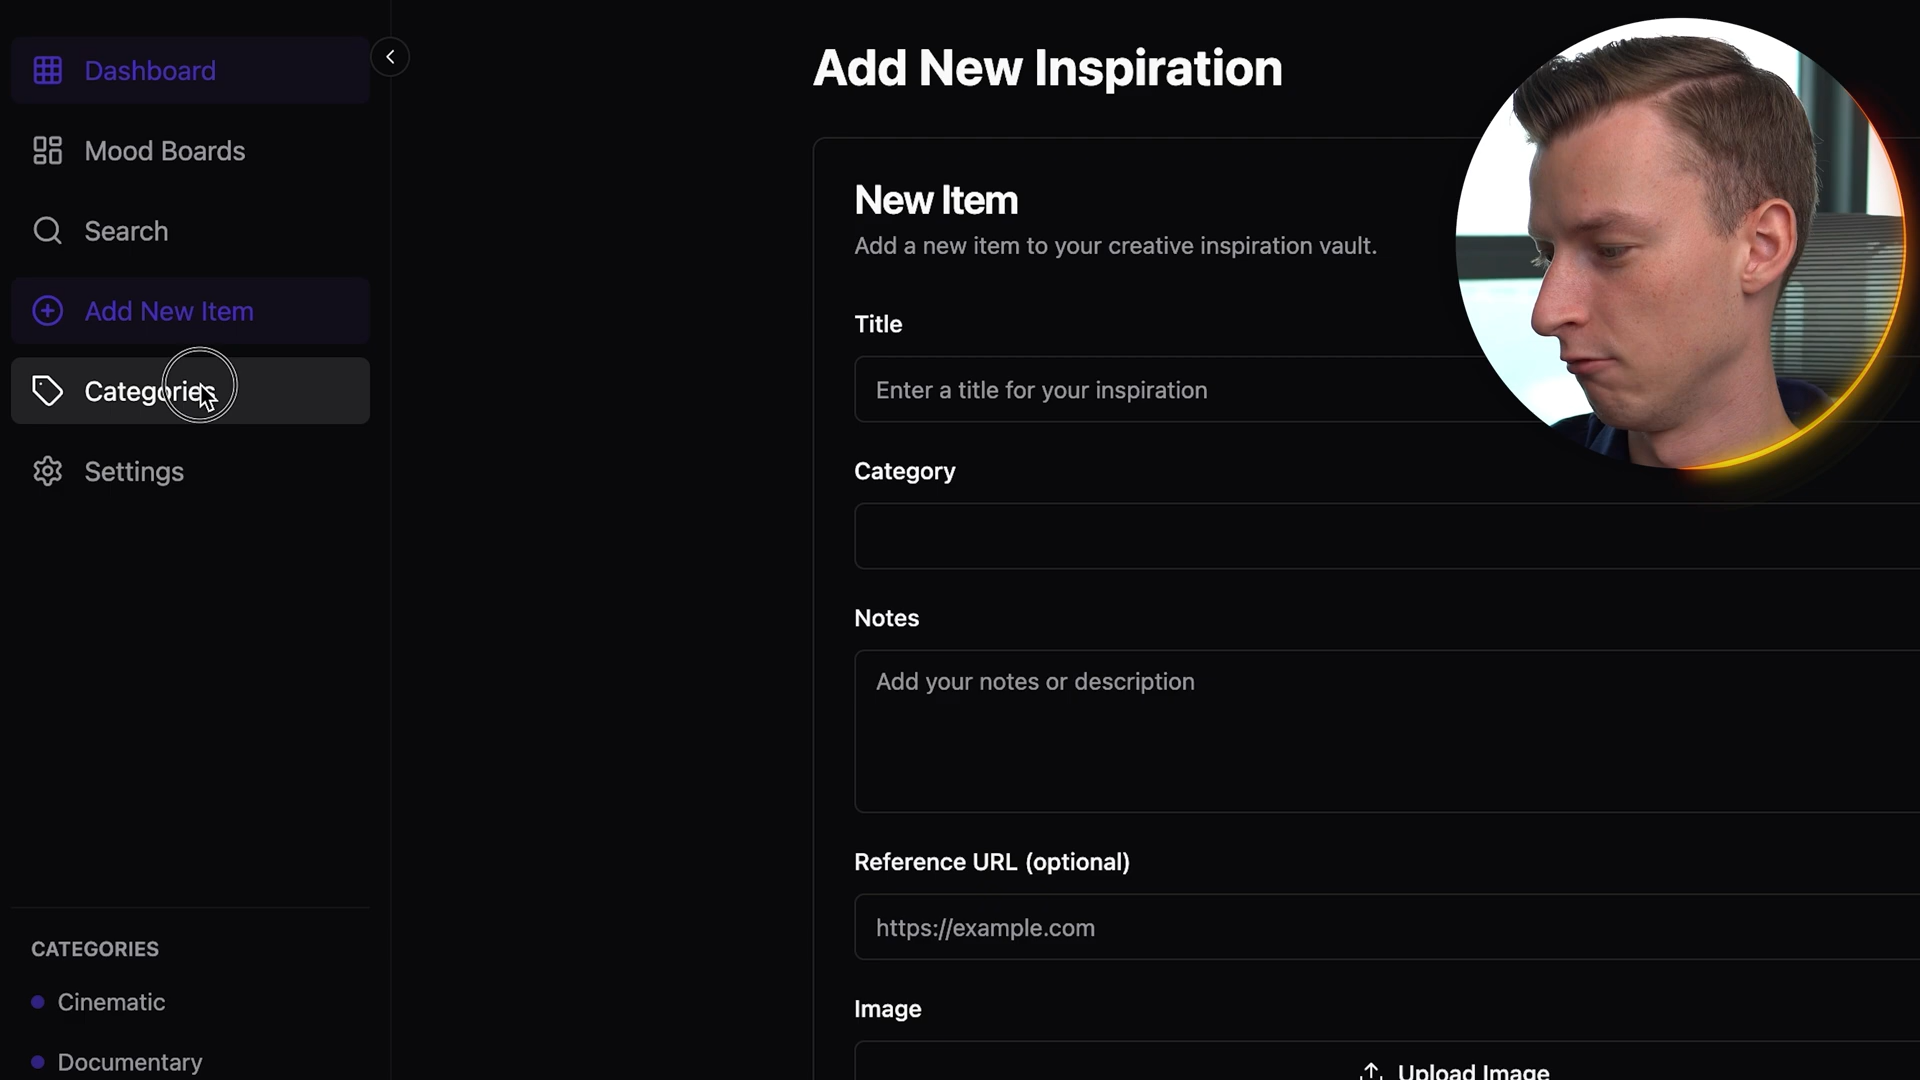 Dashboard
Mood Boards
Search
Add New Item
Categories
Settings
CATEGORIES
Cinematic
Documentary
Add New Inspiration
New Item
Add a new item to your creative inspiration vault.
Title
Enter a title for your inspiration
Category
Notes
Add your notes or description
Reference URL (optional)
https://example.com
Image
Upload Image